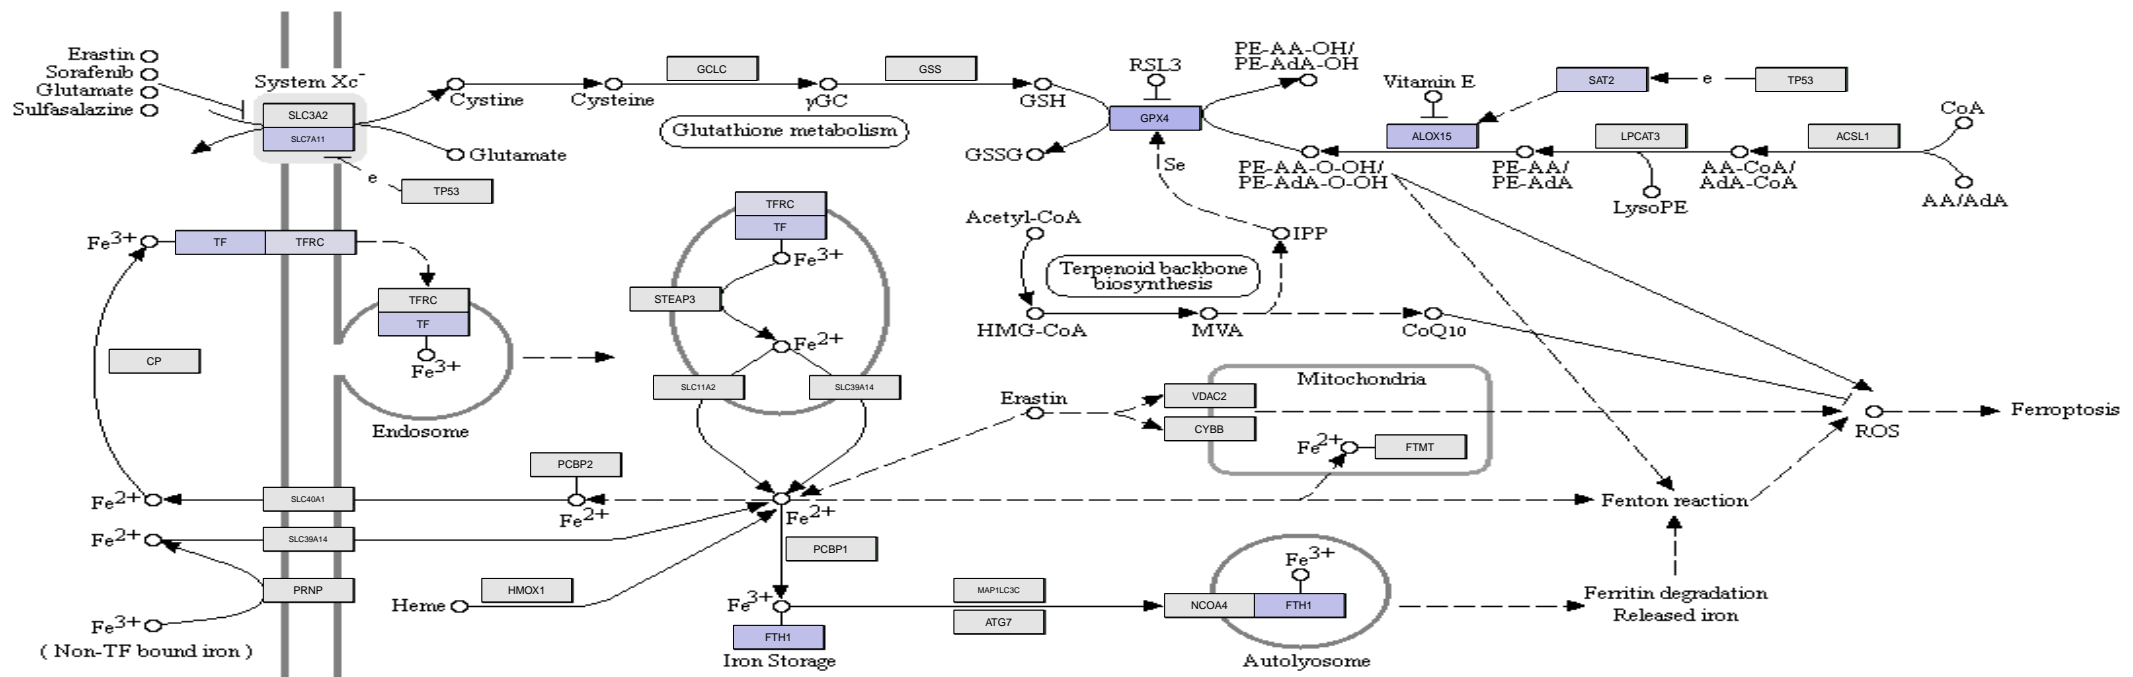 Erastin
Sorafenib
Glutamate
Sulfasalazine
System Xc-
SLC3A2
SLC7A11
Cystine
Glutamate
e
TP53
Cysteine
GCLC
γGC
GSS
GSH
Glutathione metabolism
GSSG
RSL3
GPX4
Se
PE-AA-OH/
PE-AdA-OH
PE-AA-O-OH/
PE-AdA-O-OH
Vitamin E
ALOX15
SAT2
e
TP53
PE-AA/
PE-AdA
LPCAT3
LysoPE
AA-CoA/
AdA-CoA
ACSL1
CoA
AA/AdA
Fe3+
TF
TFRC
TFRC
TF
Fe3+
Endosome
CP
TFRC
TF
Fe3+
STEAP3
Fe2+
SLC11A2
SLC39A14
Acetyl-CoA
Terpenoid backbone
biosynthesis
IPP
HMG-CoA
MVA
CoQ10
Erastin
VDAC2
CYBB
Mitochondria
Fe2+
FTMT
ROS
Ferroptosis
Fe2+
SLC40A1
PCBP2
Fe2+
Fe2+
Fenton reaction
Fe2+
SLC39A14
PCBP1
PRNP
Fe3+
( Non-TF bound iron )
Heme
HMOX1
Fe3+
FTH1
Iron Storage
MAP1LC3C
ATG7
NCOA4
FTH1
Fe3+
Autolyosome
Ferritin degradation
Released iron